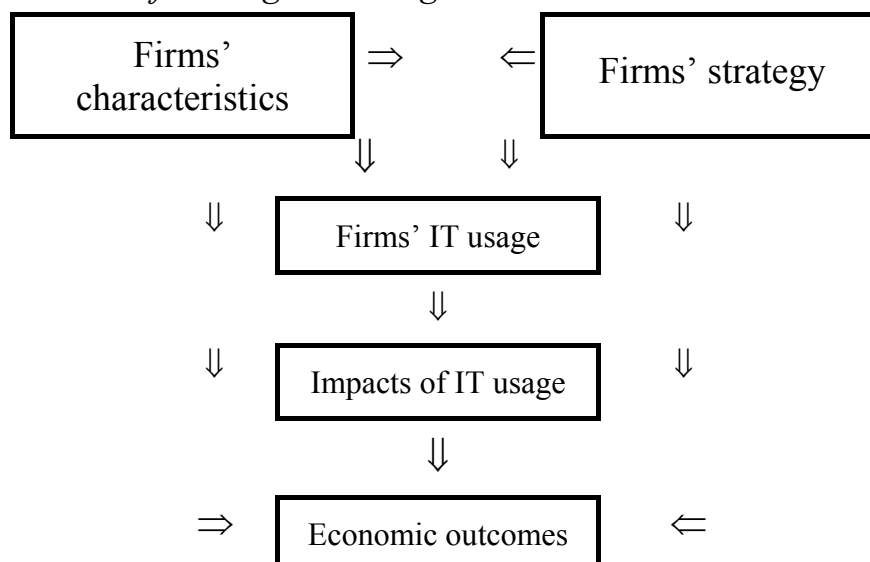 Firms’
characteristics
⇒ ⇐
Firms’ strategy
⇓ ⇓
⇓ Firms’ IT usage ⇓
⇓
⇓ Impacts of IT usage ⇓
⇓
⇒ Economic outcomes ⇐